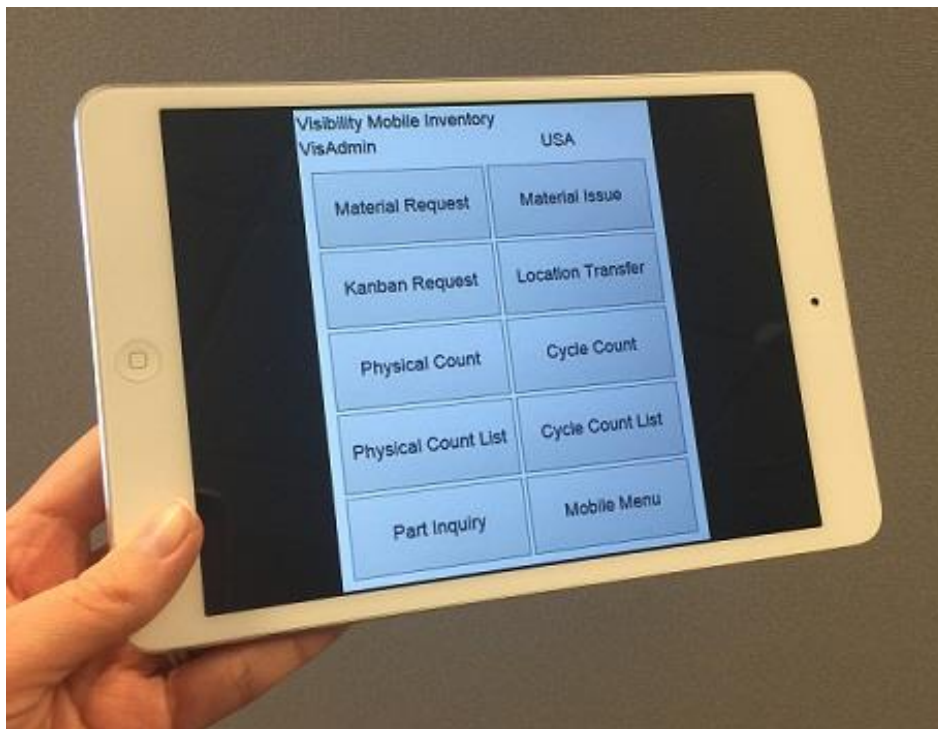 Visibility Mobile Inventory
VisAdmin USA
Material Request Material Issue
Kanban Request Location Transfer
Physical Count Cycle Count
Physical Count List Cycle Count List
Part Inquiry Mobile Menu